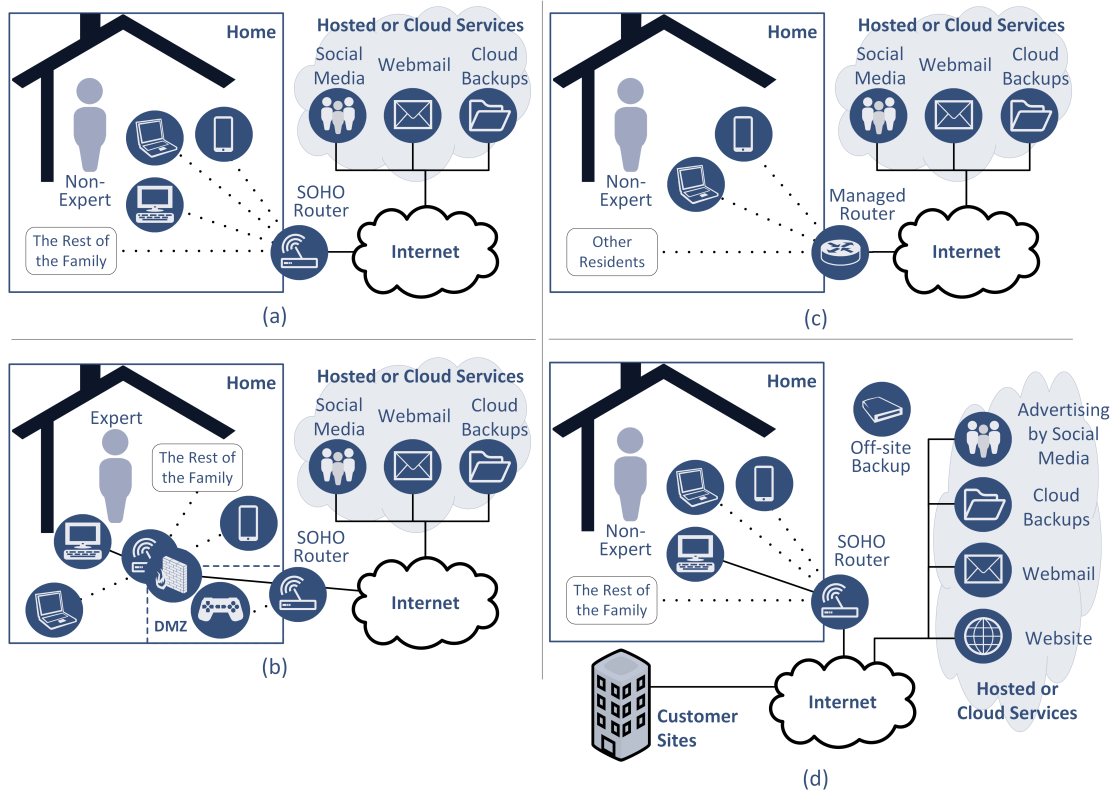 Home
Hosted or Cloud Services
Social
Media
Webmail
Cloud
Backups
Non-
Expert
SOHO
Router
The Rest of
the Family
Internet
(a)
Home
Hosted or Cloud Services
Social
Media
Webmail
Cloud
Backups
Non-
Expert
Managed
Router
Other
Residents
Internet
(c)
Home
Hosted or Cloud Services
Expert
Social
Media
Webmail
Cloud
Backups
The Rest of
the Family
SOHO
Router
Internet
DMZ
(b)
Home
Off-site
Backup
Advertising
by Social
Media
Cloud
Backups
Webmail
Website
Hosted or
Cloud Services
Non-
Expert
SOHO
Router
The Rest of
the Family
Internet
Customer
Sites
(d)